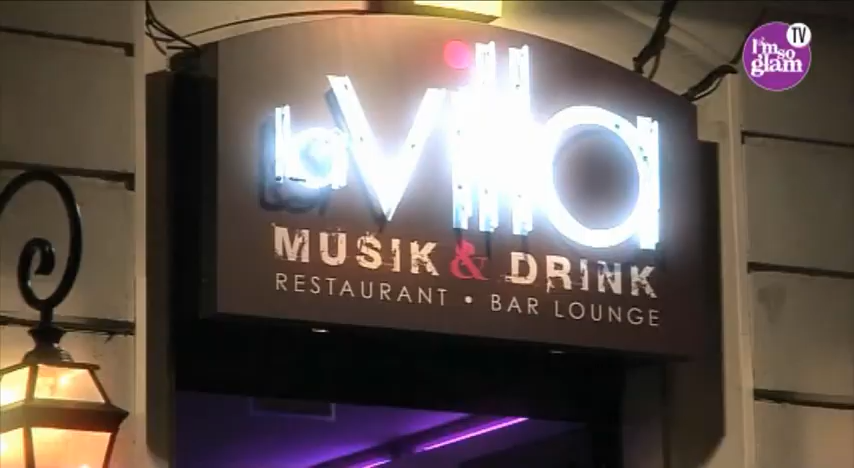 I'm so glam TV
la villa
MUSIK & DRINK
RESTAURANT • BAR LOUNGE